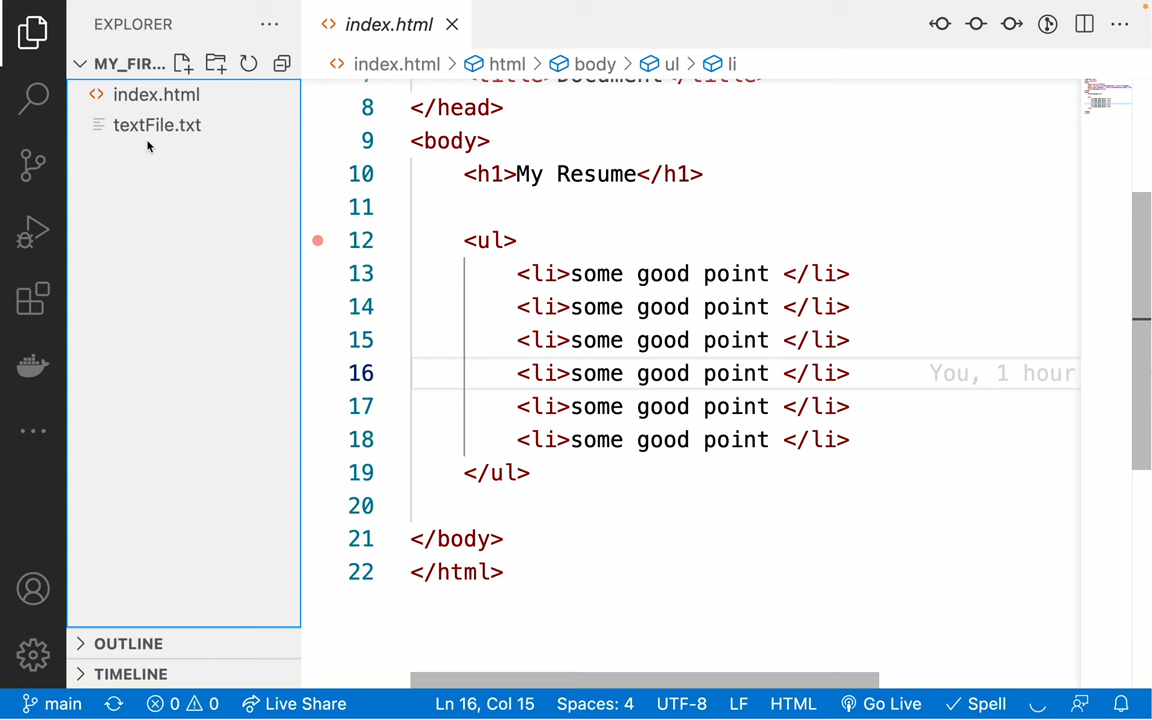 EXPLORER
index.html
MY_FIR...
index.html > html > body > ul > li
index.html
textFile.txt
<title>Document</title>
8 </head>
9 <body>
10 <h1>My Resume</h1>
11
12 <ul>
13 <li>some good point </li>
14 <li>some good point </li>
15 <li>some good point </li>
16 <li>some good point </li> You, 1 hour
17 <li>some good point </li>
18 <li>some good point </li>
19 </ul>
20
21 </body>
22 </html>
OUTLINE
TIMELINE
main 0 0 Live Share Ln 16, Col 15 Spaces: 4 UTF-8 LF HTML Go Live Spell